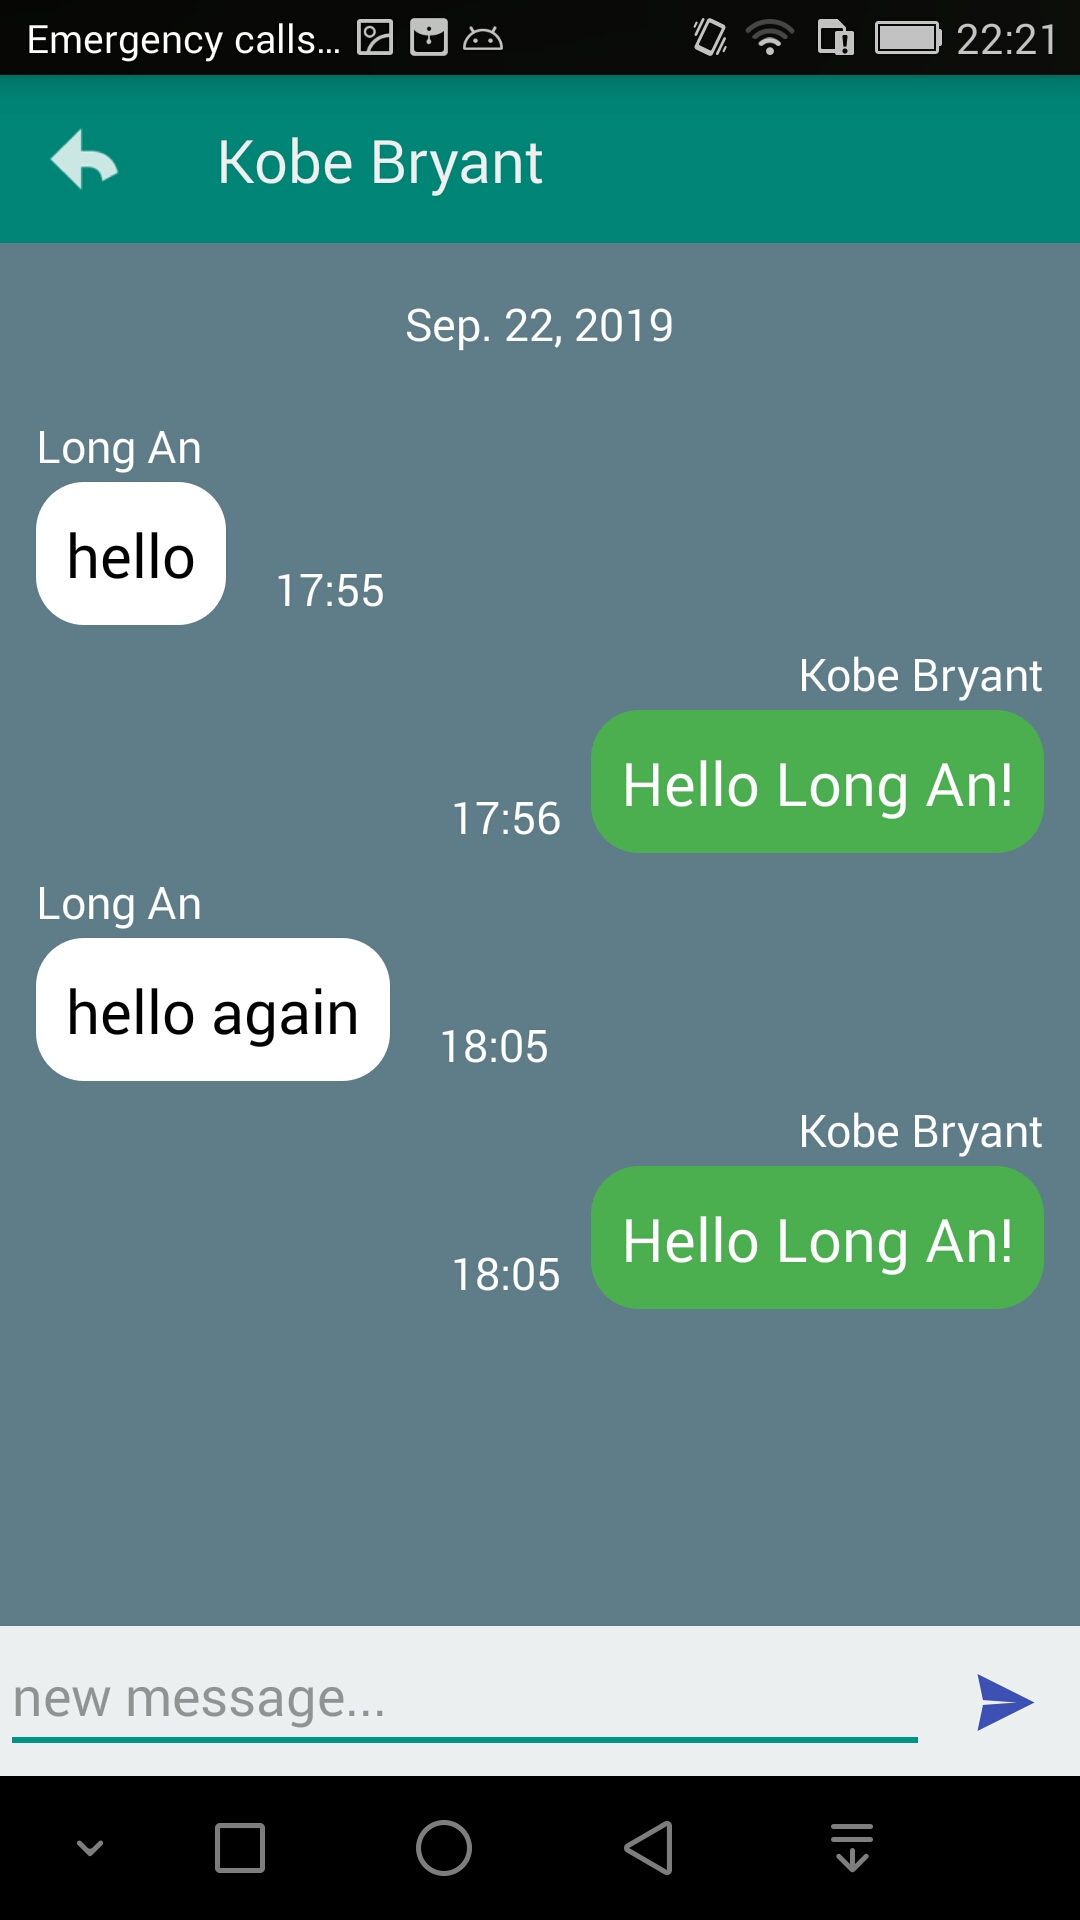 Emergency calls... 22:21
Kobe Bryant
Sep. 22, 2019
Long An
hello
17:55
Kobe Bryant
Hello Long An!
17:56
Long An
hello again
18:05
Kobe Bryant
Hello Long An!
18:05
new message...